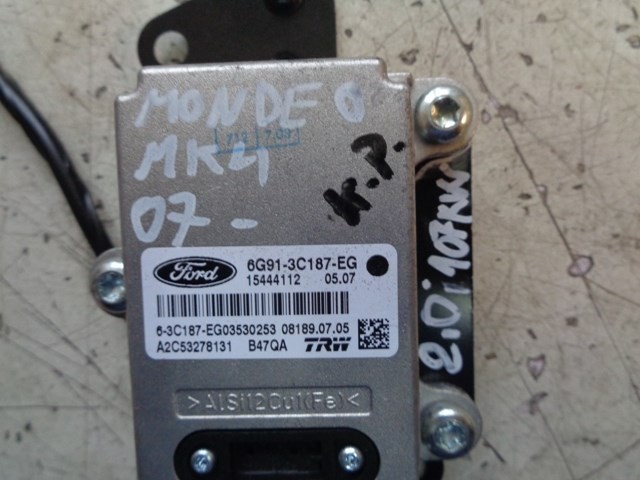 MONDEO
MK4
07-
K.P.
Ford
6G91-3C187-EG
15444112 05.07
6-3C187-EG03530253 08189.07.05
A2C53278131 B47QA TRW
>AlSi12Cu1(Fe)<
2.0i 107KW